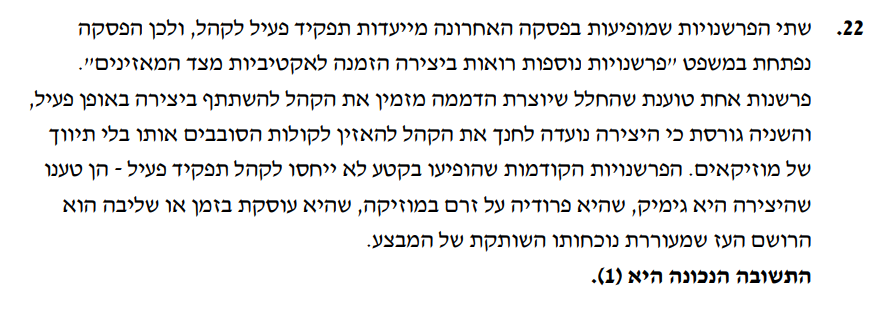 22. שתי הפרשנויות שמופיעות בפסקה האחרונה מייעדות תפקיד פעיל לקהל, ולכן הפסקה
נפתחת במשפט "פרשנויות נוספות רואות ביצירה הזמנה לאקטיביות מצד המאזינים".
פרשנות אחת טוענת שהחלל שיוצרת הדממה מזמין את הקהל להשתתף ביצירה באופן פעיל,
והשניה גורסת כי היצירה נועדה לחנך את הקהל להאזין לקולות הסובבים אותו בלי תיווך
של מוזיקאים. הפרשנויות הקודמות שהופיעו בקטע לא ייחסו לקהל תפקיד פעיל - הן טענו
שהיצירה היא גימיק, שהיא פרודיה על זרם במוזיקה, שהיא עוסקת בזמן או שליבה הוא
הרושם העז שמעוררת נוכחותו השותקת של המבצע.
התשובה הנכונה היא (1).